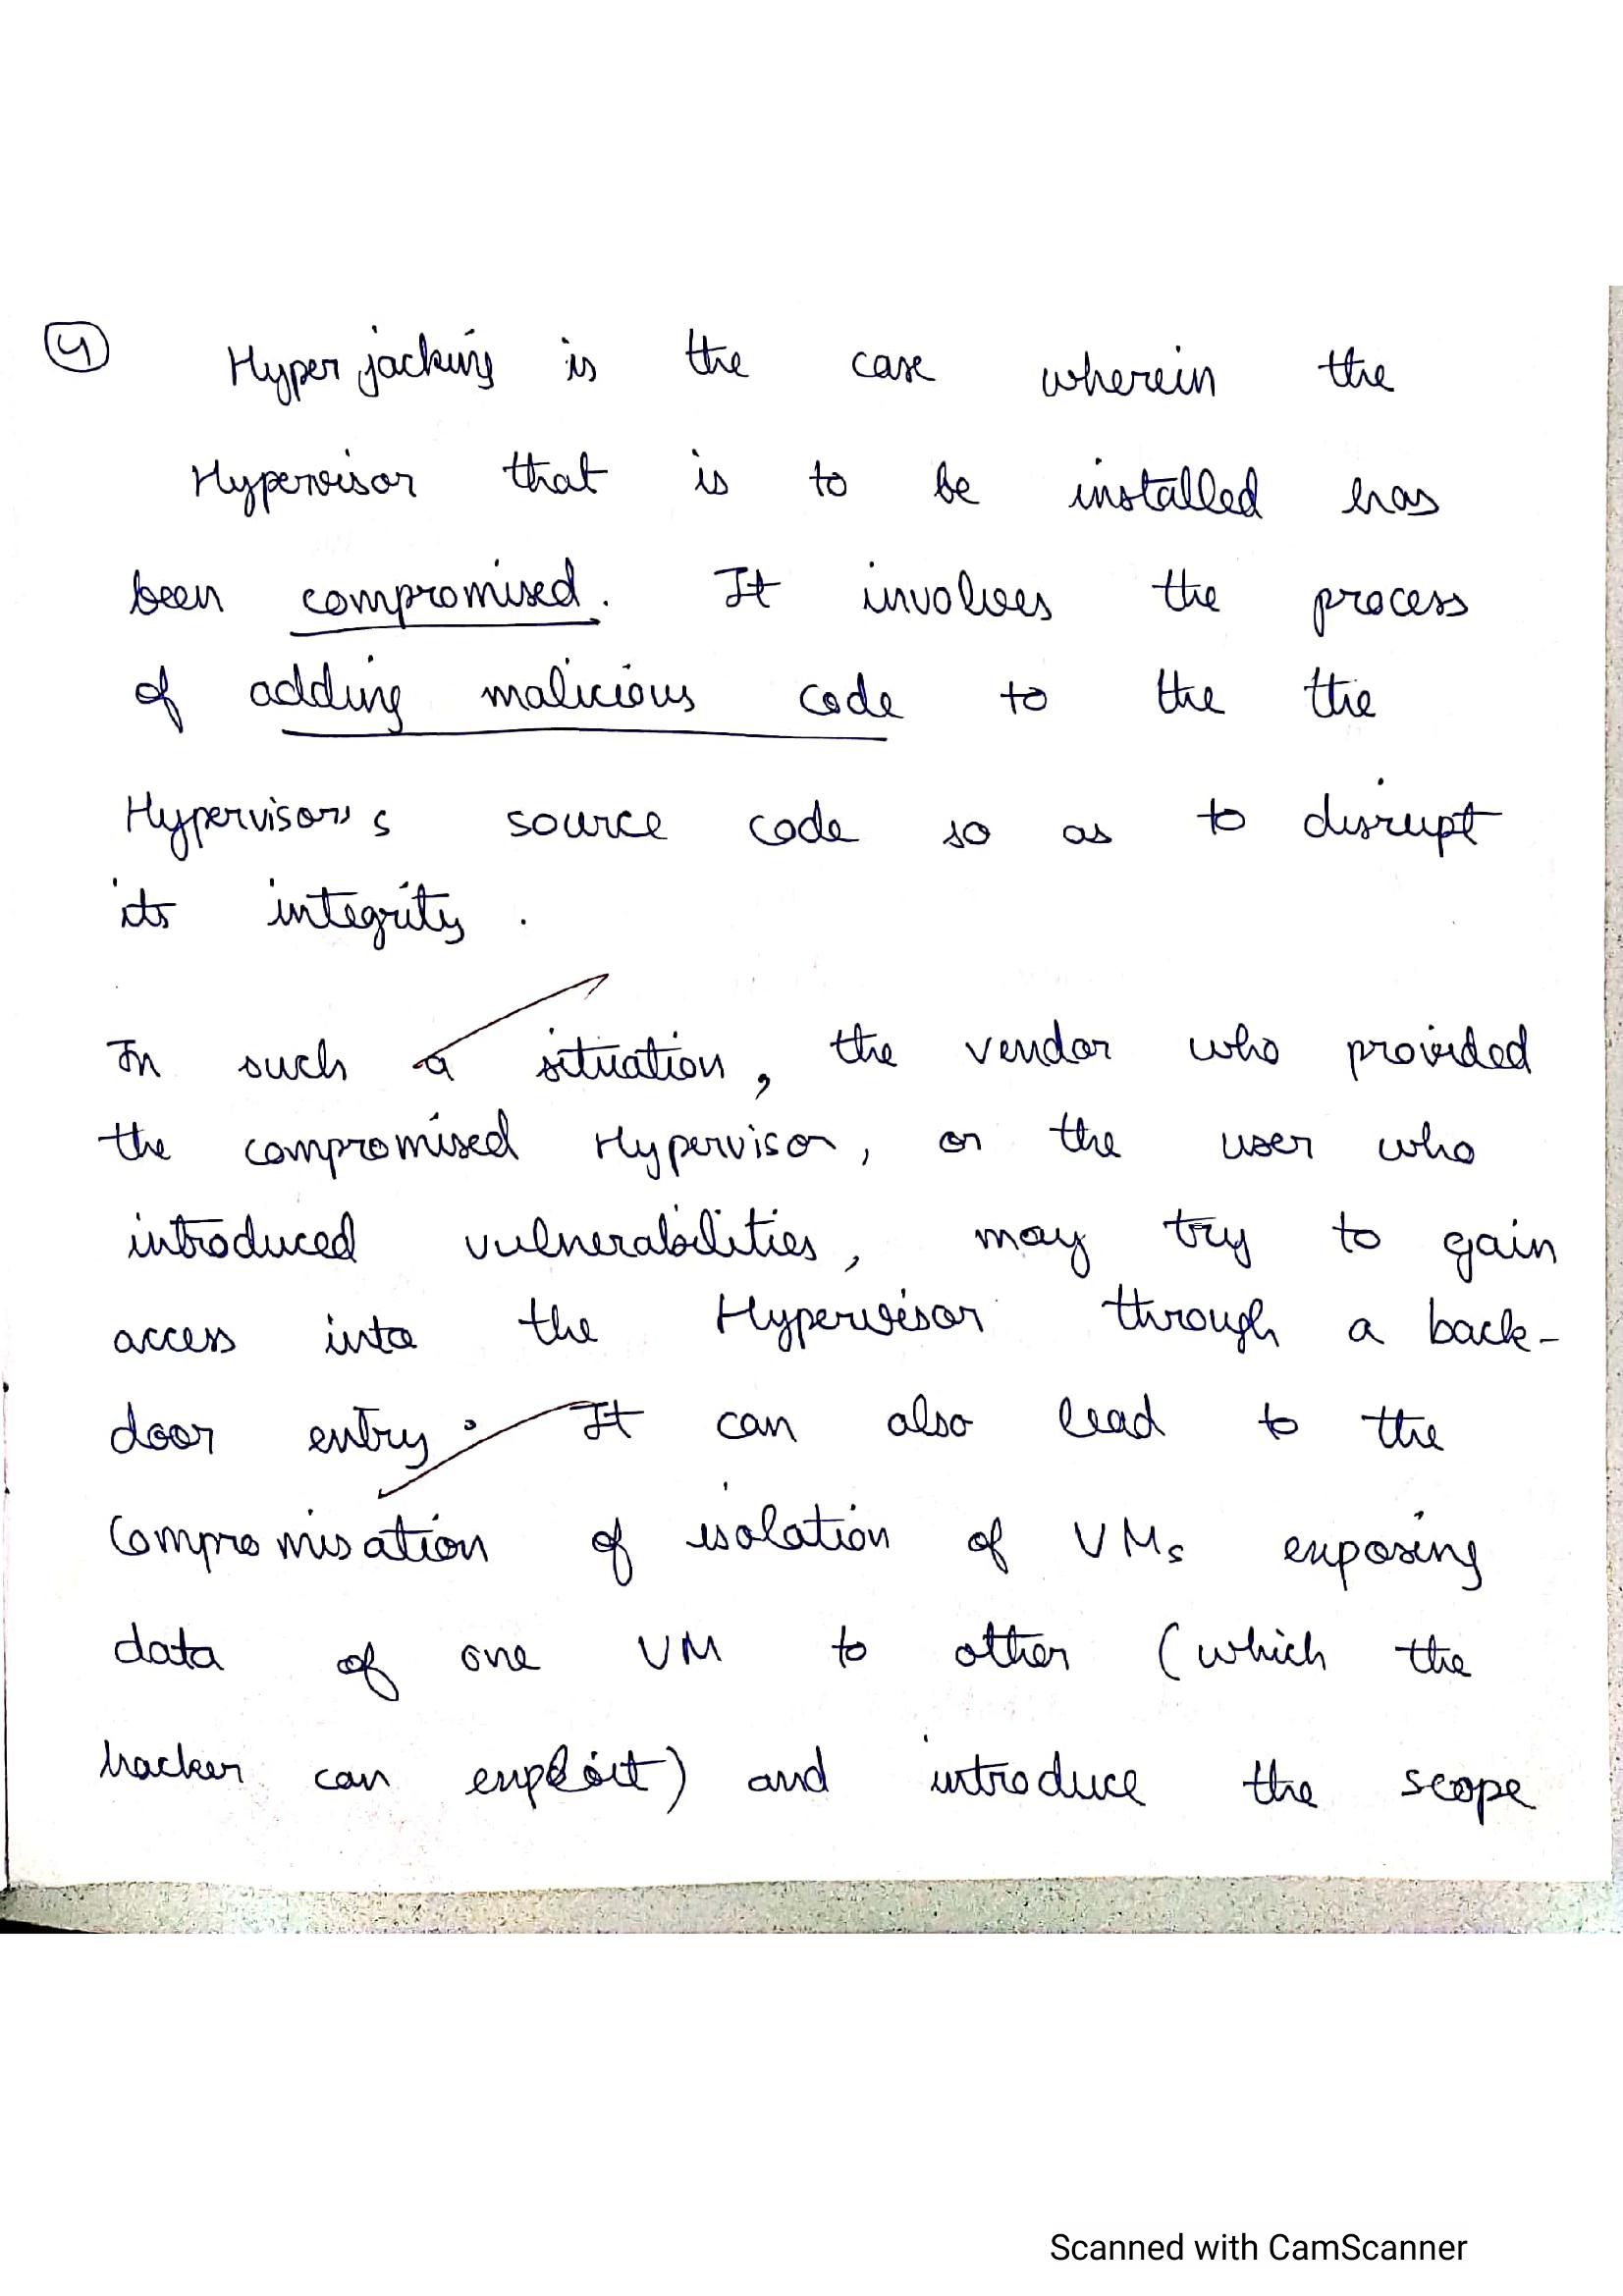 4 Hyper jacking is the case wherein the
Hypervisor that is to be installed has
been compromised. It involves the process
of adding malicious code to the the
Hypervisor's source code so as to disrupt
its integrity.
In such a situation, the vendor who provided
the compromised Hypervisor, or the user who
introduced vulnerabilities, may try to gain
access into the Hypervisor through a back-
door entry. It can also lead to the
compromisation of isolation of VMs exposing
data of one VM to other (which the
hacker can exploit) and introduce the scope
Scanned with CamScanner